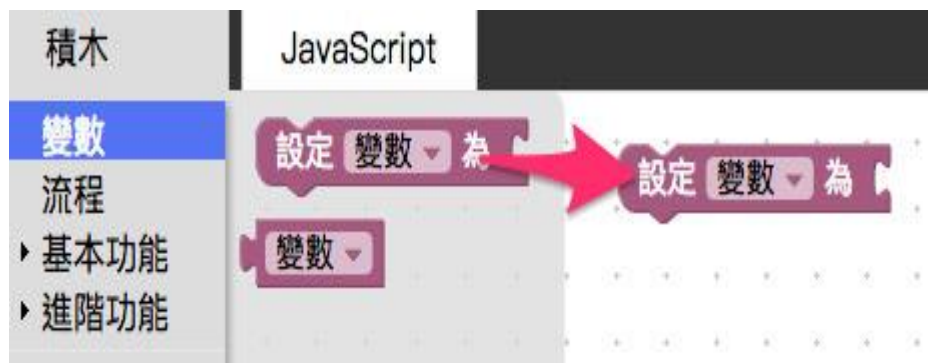 積木 JavaScript
變數
流程
基本功能
進階功能
設定 變數 為
變數
設定 變數 為